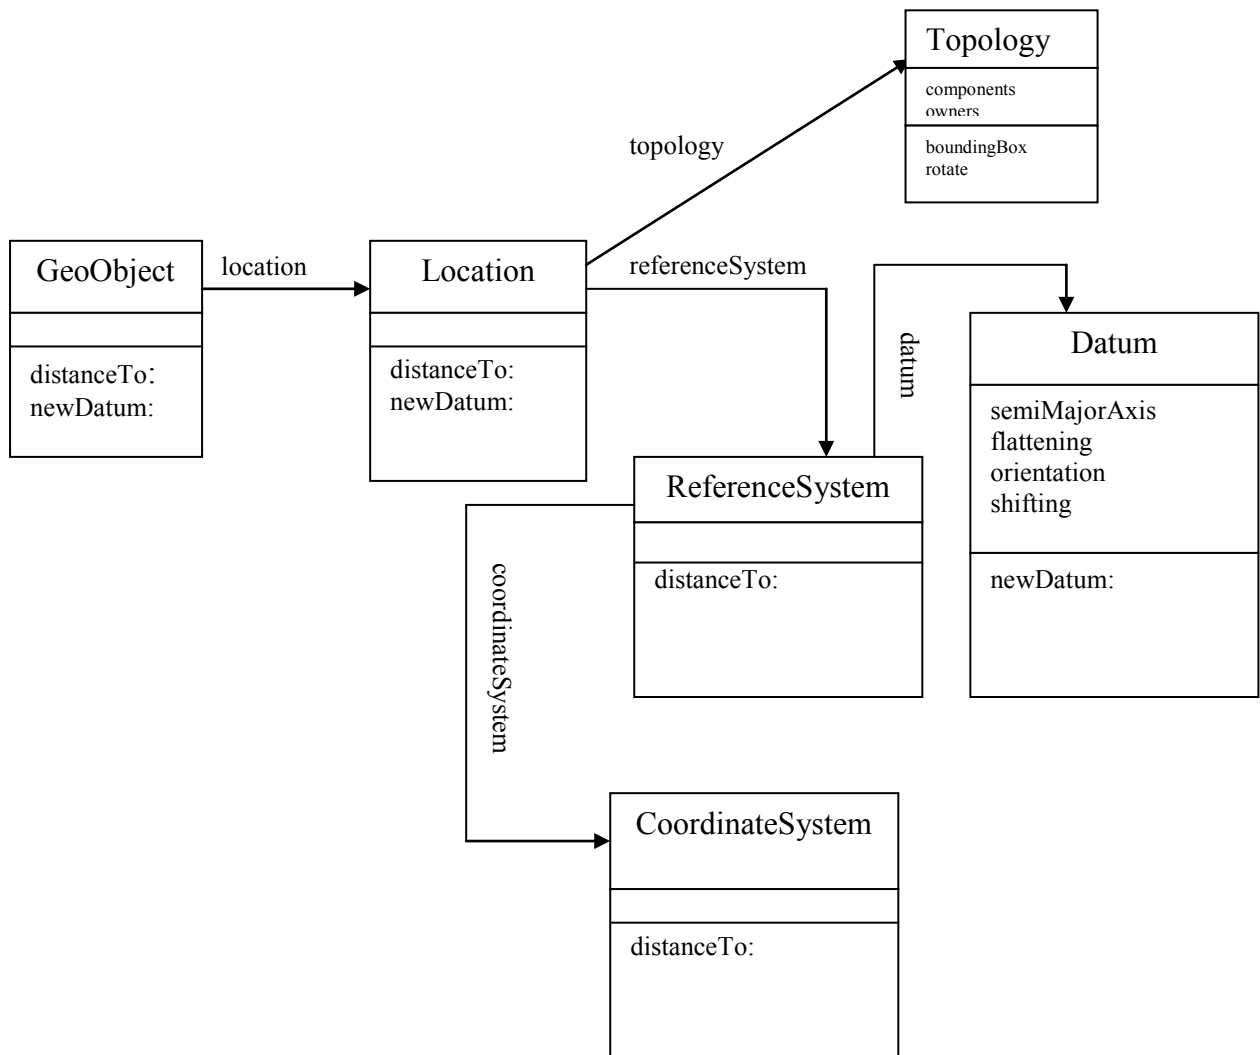 Topology
components
owners
boundingBox
rotate
topology
GeoObject
distanceTo:
newDatum:
location
Location
distanceTo:
newDatum:
referenceSystem
datum
Datum
semiMajorAxis
flattening
orientation
shifting
newDatum:
ReferenceSystem
distanceTo:
coordinateSystem
CoordinateSystem
distanceTo: